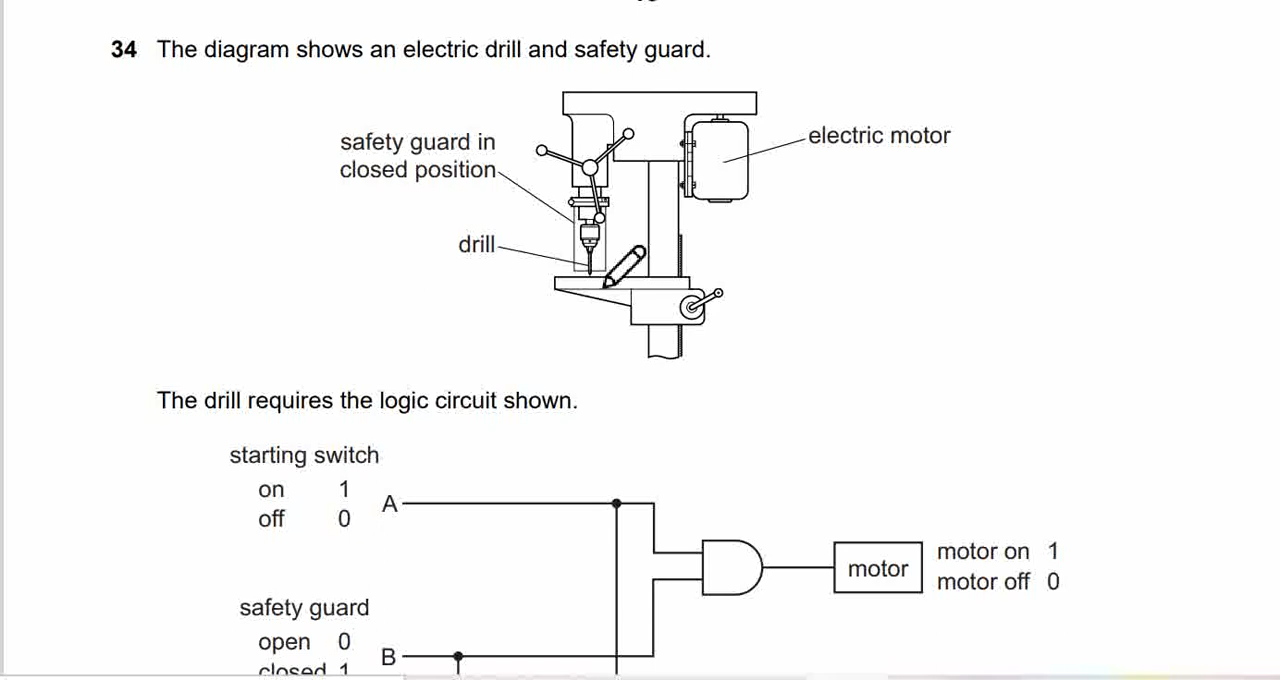 34 The diagram shows an electric drill and safety guard.
safety guard in
closed position
electric motor
drill
The drill requires the logic circuit shown.
starting switch
on 1
off 0
A
motor
motor on 1
motor off 0
safety guard
open 0
closed 1
B